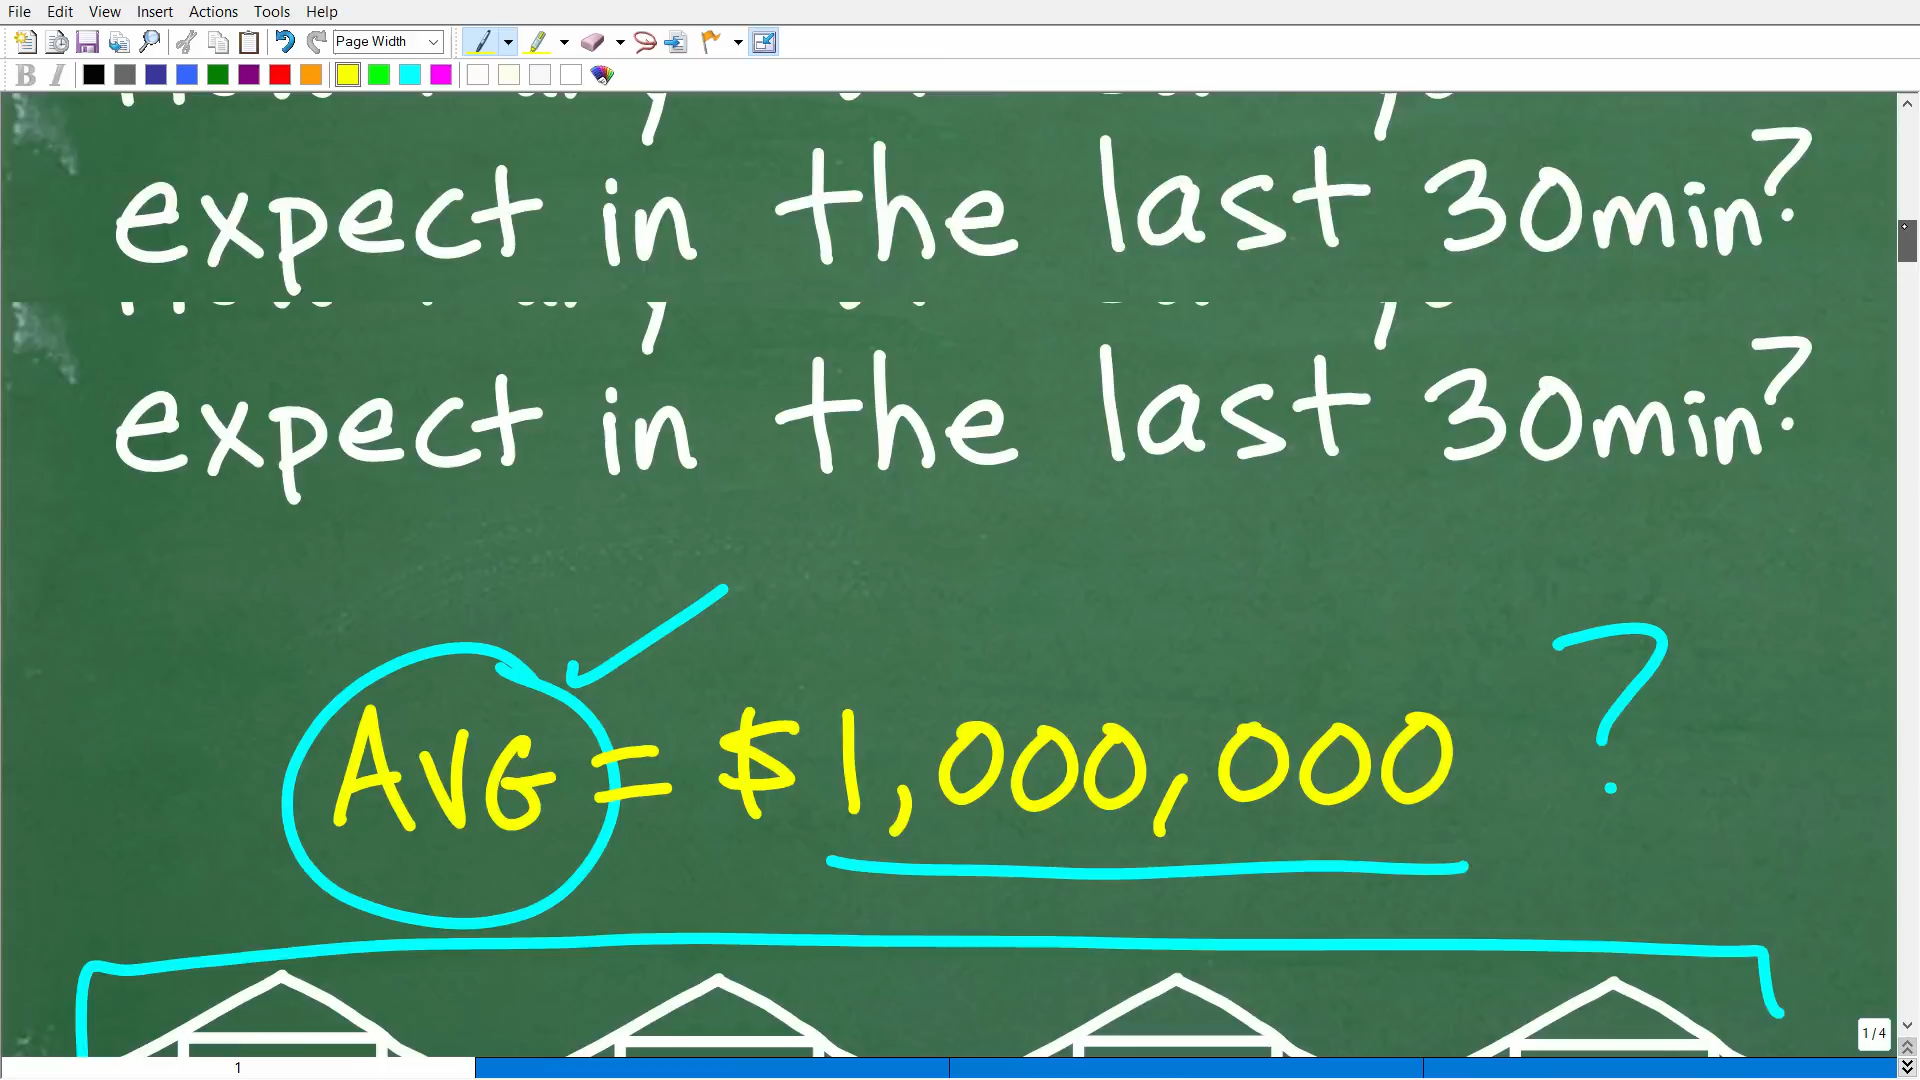 File Edit View Insert Actions Tools Help
Page Width
B I
expect in the last 30min?
expect in the last 30min?
AVG = $1,000,000 ?
1 / 4
1